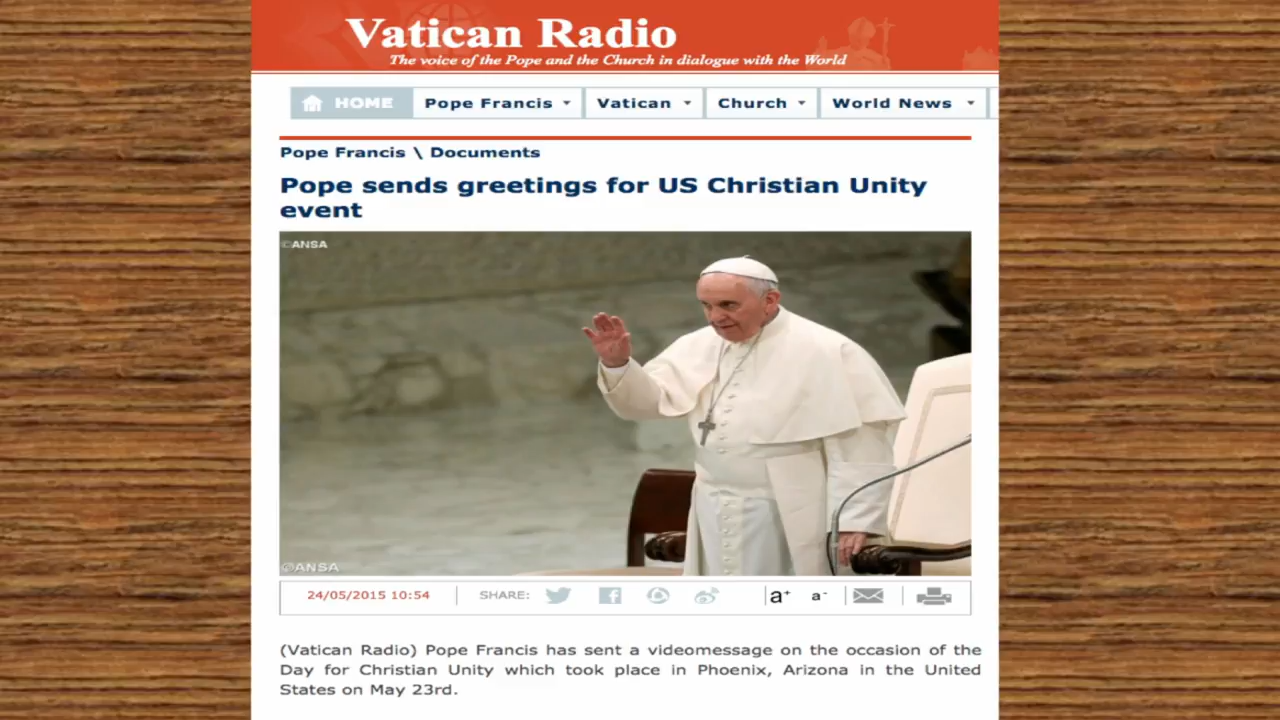 Vatican Radio
The voice of the Pope and the Church in dialogue with the World
HOME Pope Francis Vatican Church World News
Pope Francis \ Documents
Pope sends greetings for US Christian Unity
event
©ANSA
©ANSA
24/05/2015 10:54 SHARE: a+ a-
(Vatican Radio) Pope Francis has sent a videomessage on the occasion of the
Day for Christian Unity which took place in Phoenix, Arizona in the United
States on May 23rd.